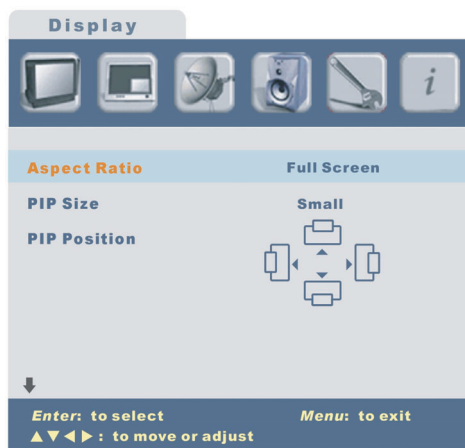 Display
i
Aspect Ratio Full Screen
PIP Size Small
PIP Position
Enter: to select Menu: to exit
▲▼◀▶: to move or adjust